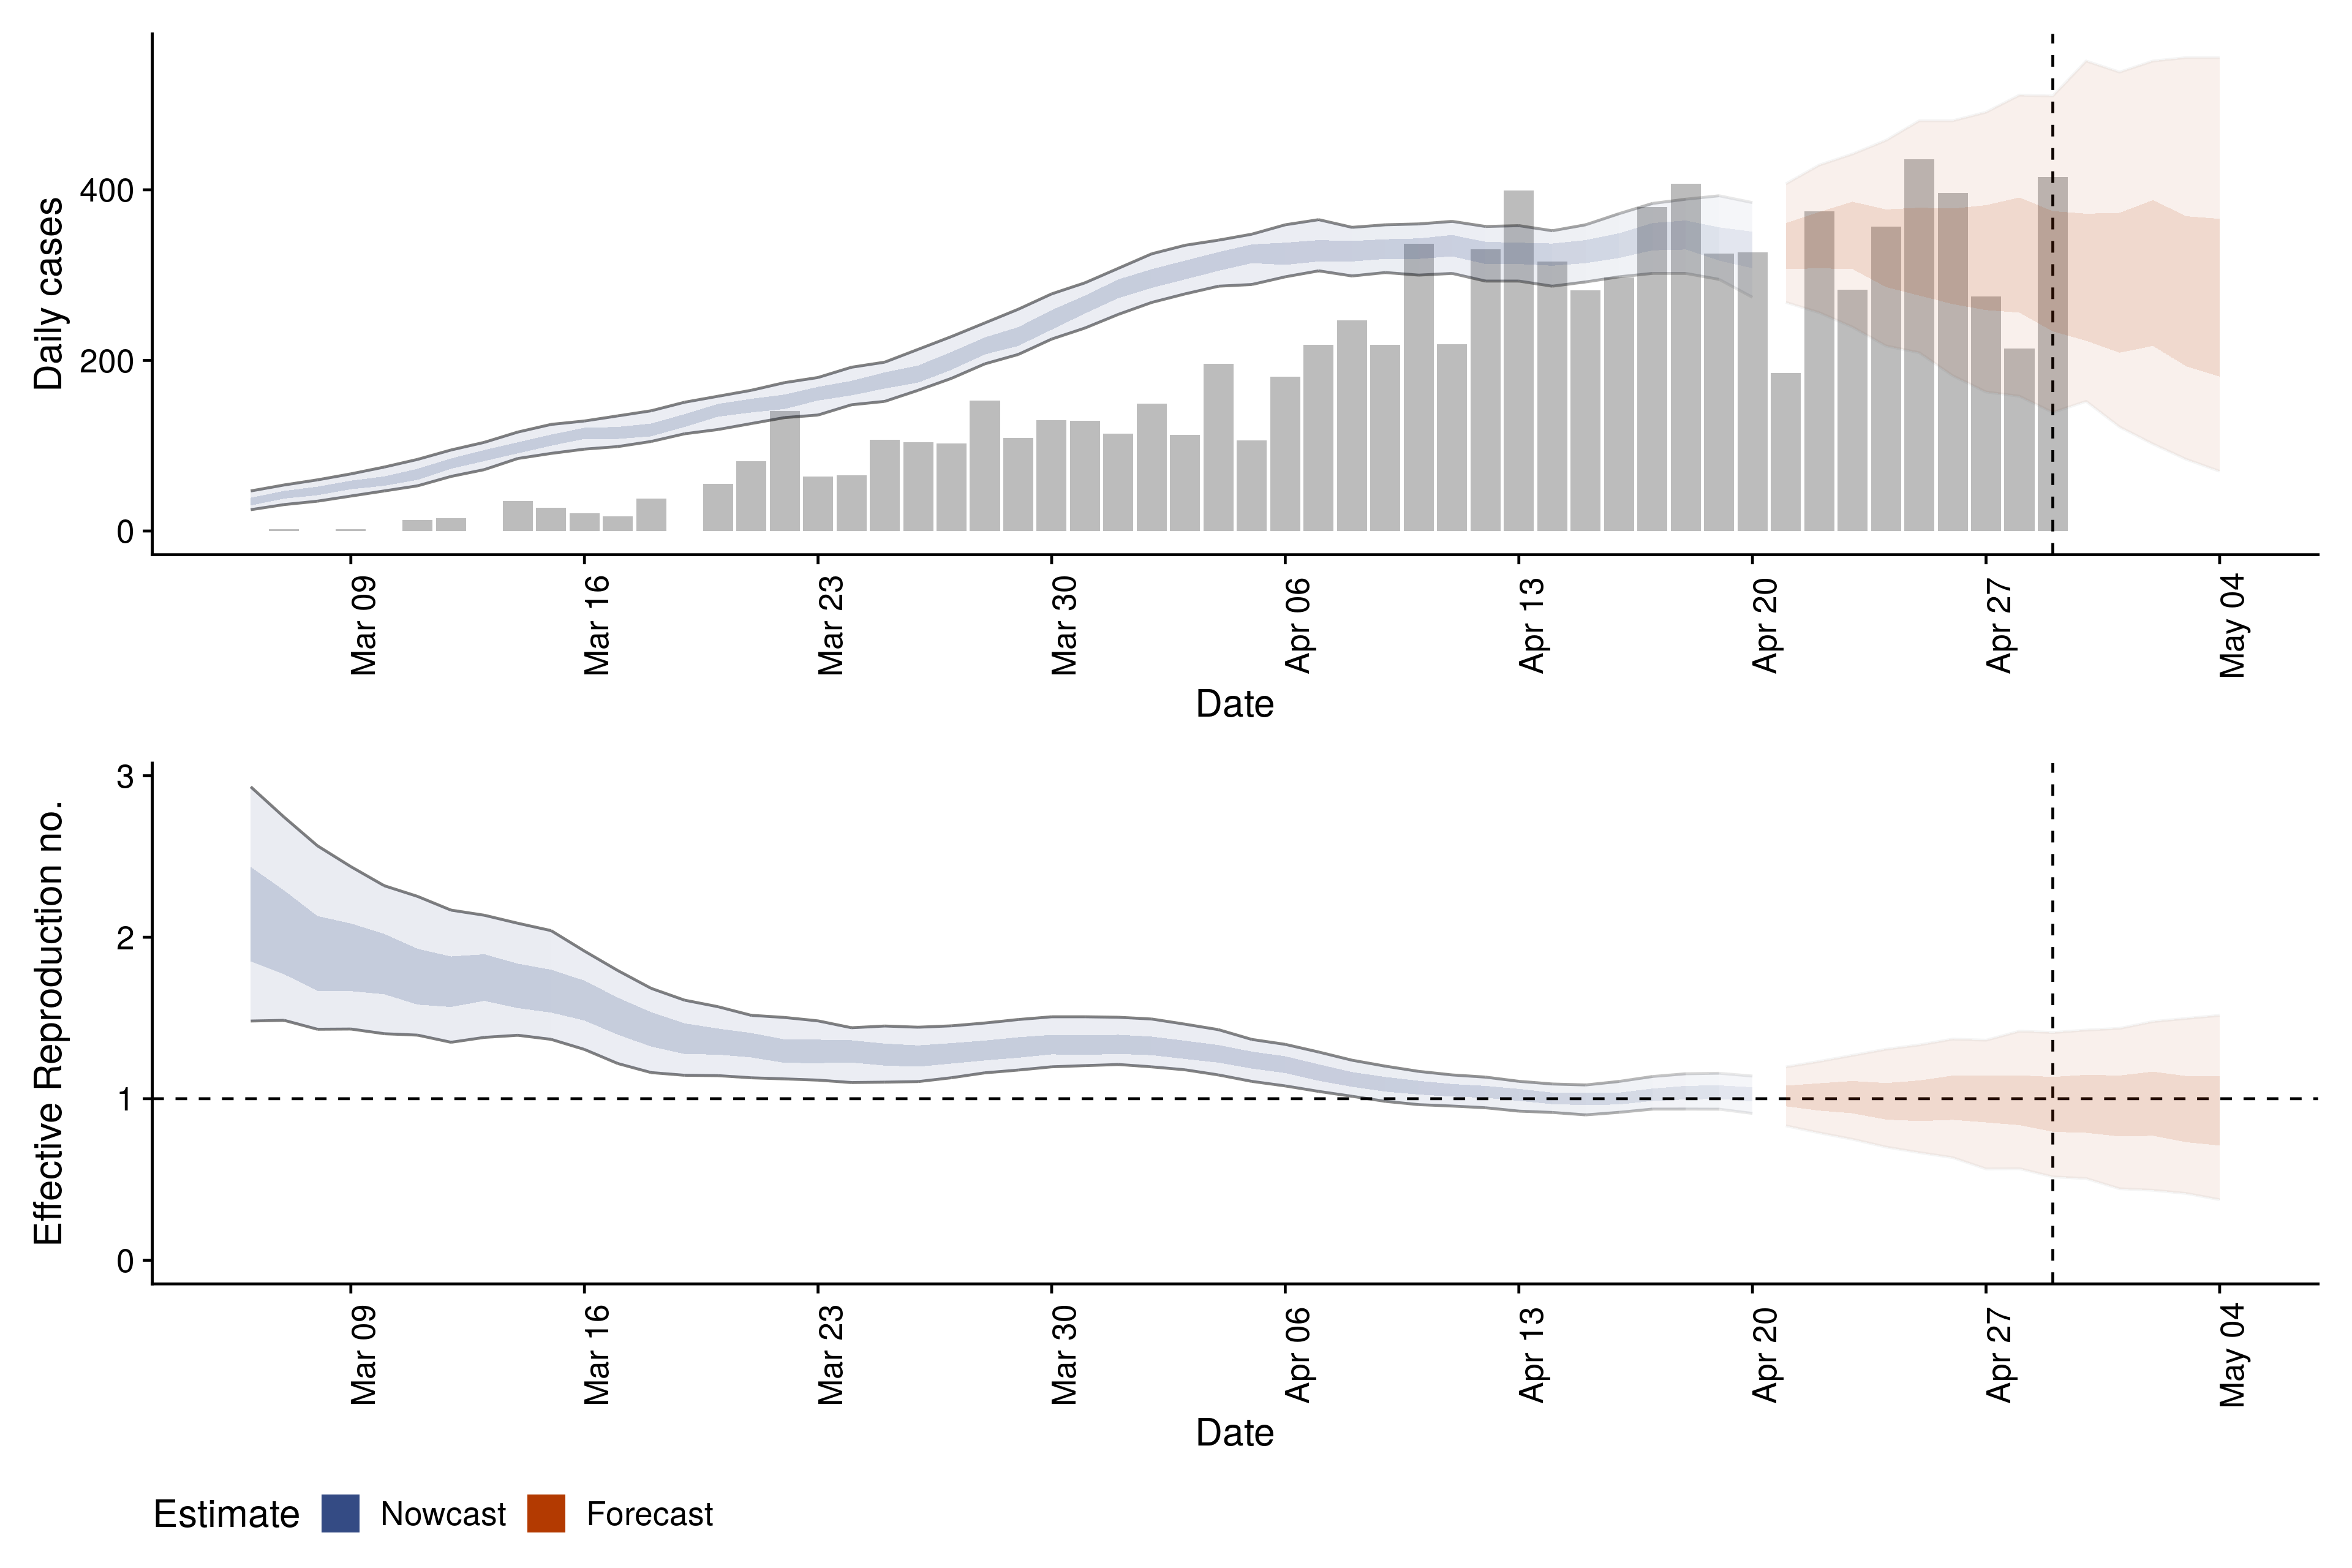 Daily cases
400
200
0
Mar 09
Mar 16
Mar 23
Mar 30
Apr 06
Apr 13
Apr 20
Apr 27
May 04
Date
Effective Reproduction no.
3
2
1
0
Mar 09
Mar 16
Mar 23
Mar 30
Apr 06
Apr 13
Apr 20
Apr 27
May 04
Date
Estimate Nowcast Forecast